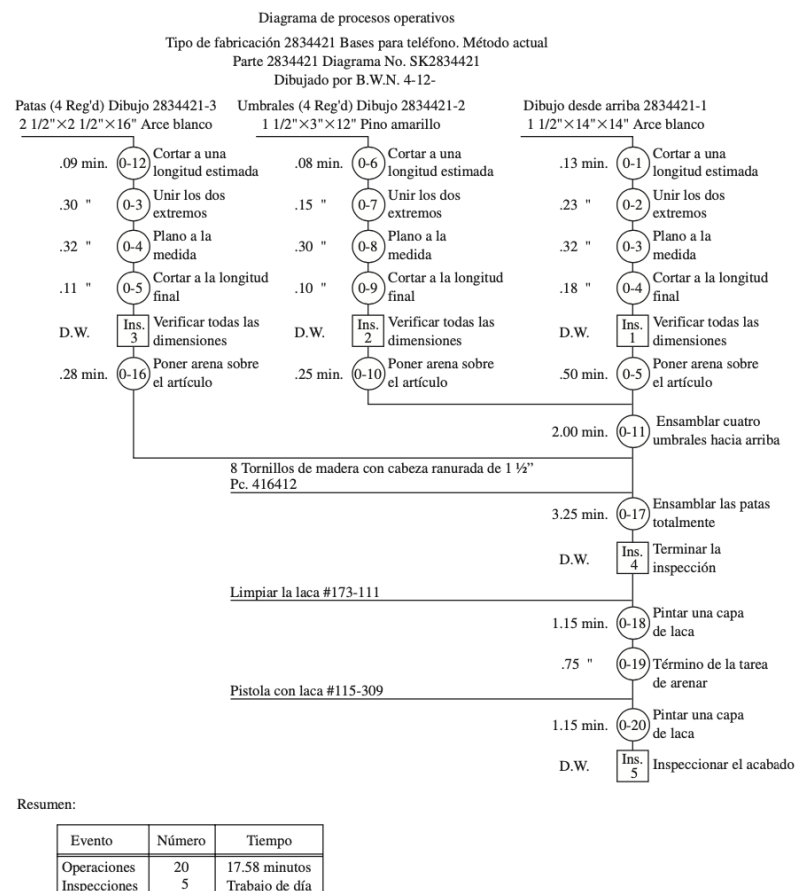 Diagrama de procesos operativos
Tipo de fabricación 2834421 Bases para teléfono. Método actual
Parte 2834421 Diagrama No. SK2834421
Dibujado por B.W.N. 4-12-
Patas (4 Reg'd) Dibujo 2834421-3
2 1/2"×2 1/2"×16" Arce blanco
.09 min. 0-12 Cortar a una
longitud estimada
.30 " 0-3 Unir los dos
extremos
.32 " 0-4 Plano a la
medida
.11 " 0-5 Cortar a la longitud
final
D.W. Ins. 3 Verificar todas las
dimensiones
.28 min. 0-16 Poner arena sobre
el artículo
Umbrales (4 Reg'd) Dibujo 2834421-2
1 1/2"×3"×12" Pino amarillo
.08 min. 0-6 Cortar a una
longitud estimada
.15 " 0-7 Unir los dos
extremos
.30 " 0-8 Plano a la
medida
.10 " 0-9 Cortar a la longitud
final
D.W. Ins. 2 Verificar todas las
dimensiones
.25 min. 0-10 Poner arena sobre
el artículo
Dibujo desde arriba 2834421-1
1 1/2"×14"×14" Arce blanco
.13 min. 0-1 Cortar a una
longitud estimada
.23 " 0-2 Unir los dos
extremos
.32 " 0-3 Plano a la
medida
.18 " 0-4 Cortar a la longitud
final
D.W. Ins. 1 Verificar todas las
dimensiones
.50 min. 0-5 Poner arena sobre
el artículo
2.00 min. 0-11 Ensamblar cuatro
umbrales hacia arriba
8 Tornillos de madera con cabeza ranurada de 1 ½”
Pc. 416412
3.25 min. 0-17 Ensamblar las patas
totalmente
D.W. Ins. 4 Terminar la
inspección
Limpiar la laca #173-111
1.15 min. 0-18 Pintar una capa
de laca
.75 " 0-19 Término de la tarea
de arenar
Pistola con laca #115-309
1.15 min. 0-20 Pintar una capa
de laca
D.W. Ins. 5 Inspeccionar el acabado
Resumen:
Evento Número Tiempo
Operaciones 20 17.58 minutos
Inspecciones 5 Trabajo de día